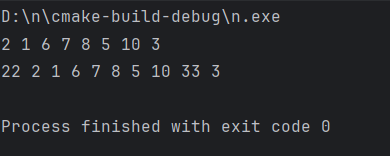 D:\n\cmake-build-debug\n.exe
2 1 6 7 8 5 10 3
22 2 1 6 7 8 5 10 33 3
Process finished with exit code 0